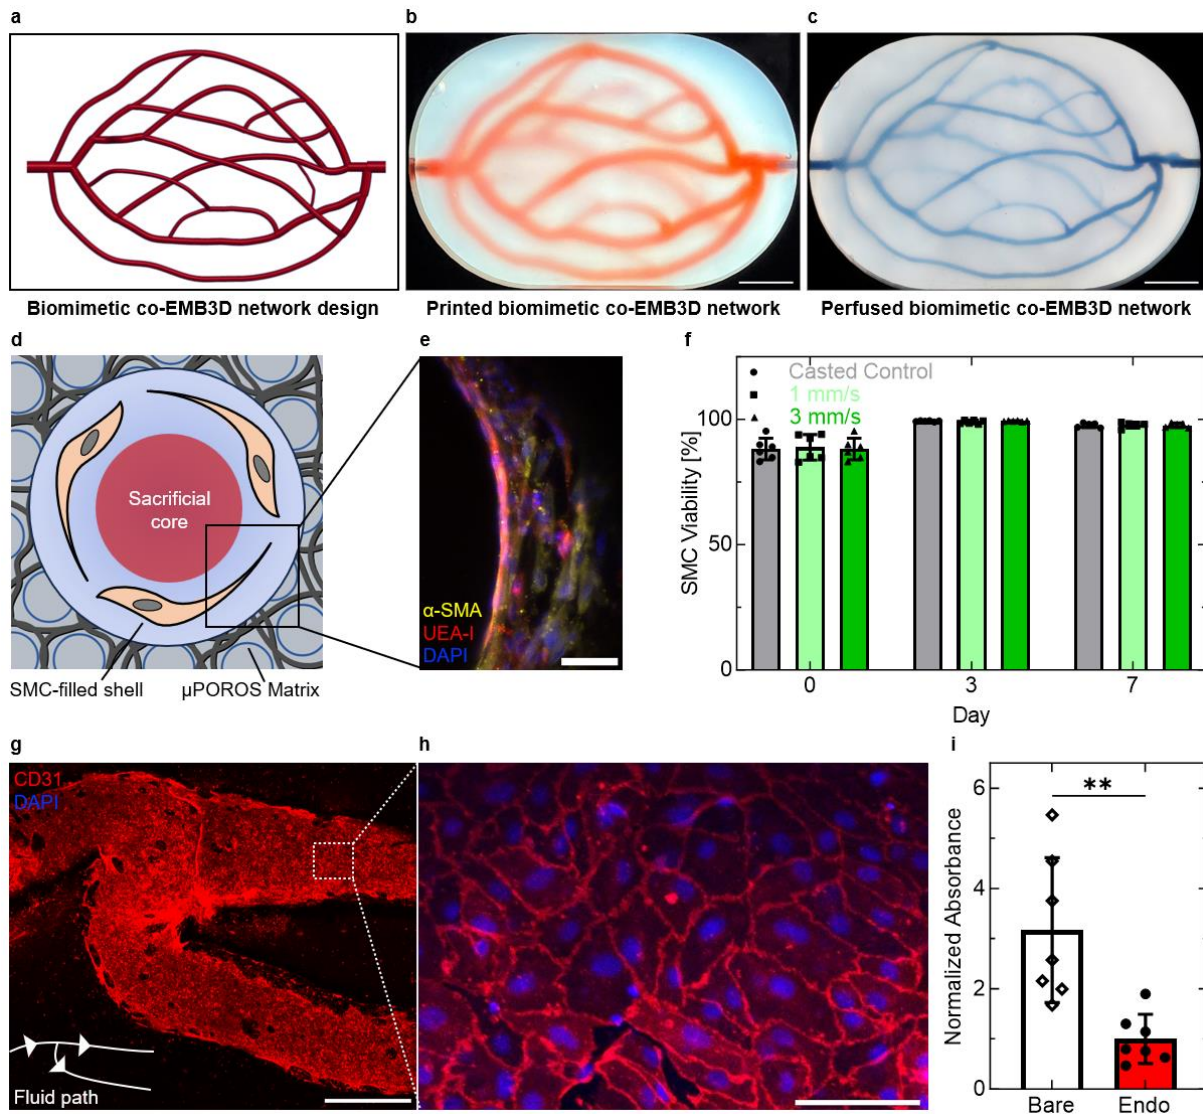 a
b
c
Biomimetic co-EMB3D network design
Printed biomimetic co-EMB3D network
Perfused biomimetic co-EMB3D network
d
Sacrificial
core
SMC-filled shell
µPOROS Matrix
e
α-SMA
UEA-I
DAPI
f
Casted Control
1 mm/s
3 mm/s
SMC Viability [%]
100
50
0
0
3
7
Day
g
CD31
DAPI
Fluid path
h
i
Normalized Absorbance
6
4
2
0
**
Bare
Endo